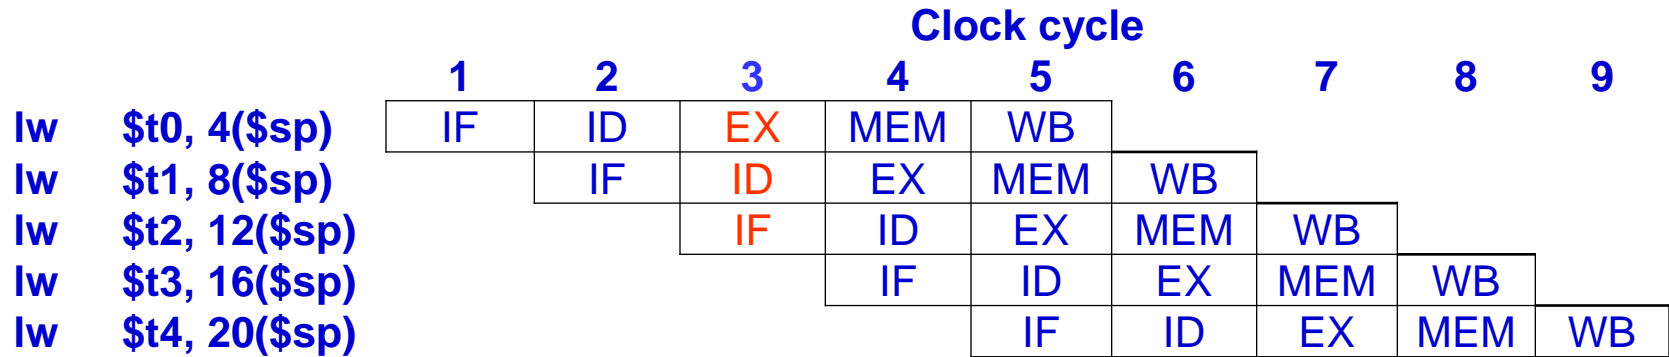 Clock cycle
1 2 3 4 5 6 7 8 9
lw $t0, 4($sp) IF ID EX MEM WB
lw $t1, 8($sp) IF ID EX MEM WB
lw $t2, 12($sp) IF ID EX MEM WB
lw $t3, 16($sp) IF ID EX MEM WB
lw $t4, 20($sp) IF ID EX MEM WB